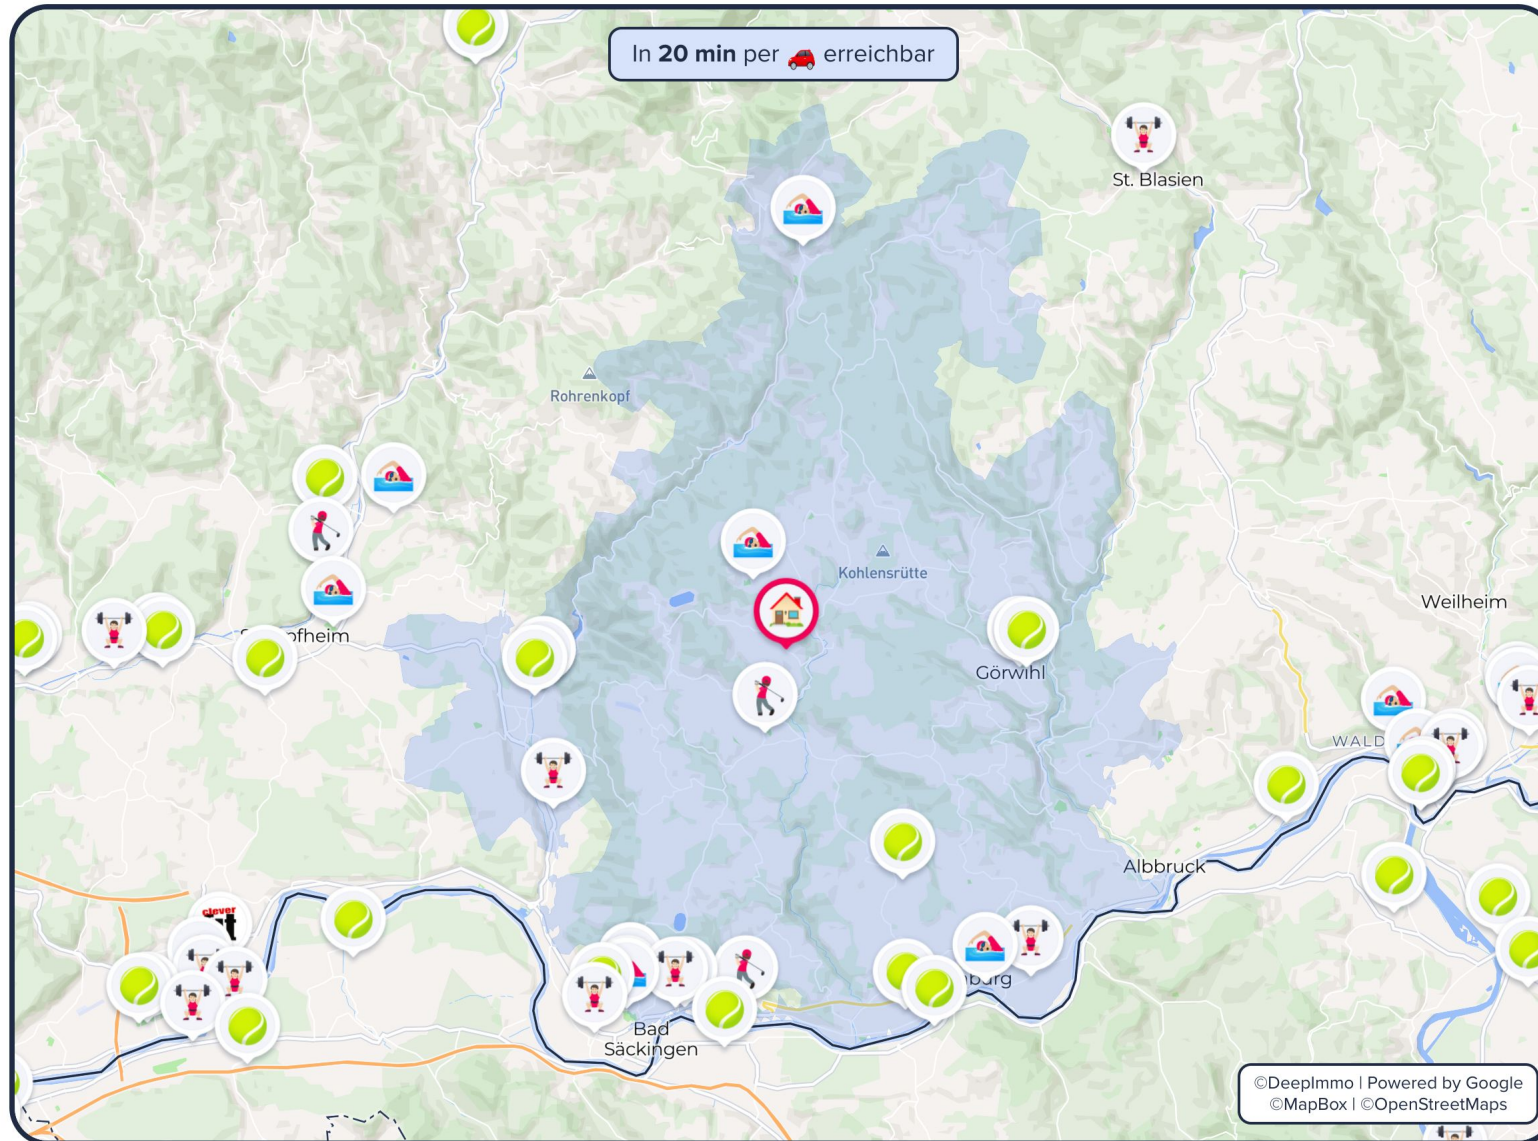 In 20 min per erreichbar
St. Blasien
Rohrenkopf
Kohlensrütte
Weilheim
Görwihl
WALD
Albbruck
clever
Bad
Säckingen
©DeepImmo | Powered by Google
©MapBox | ©OpenStreetMaps